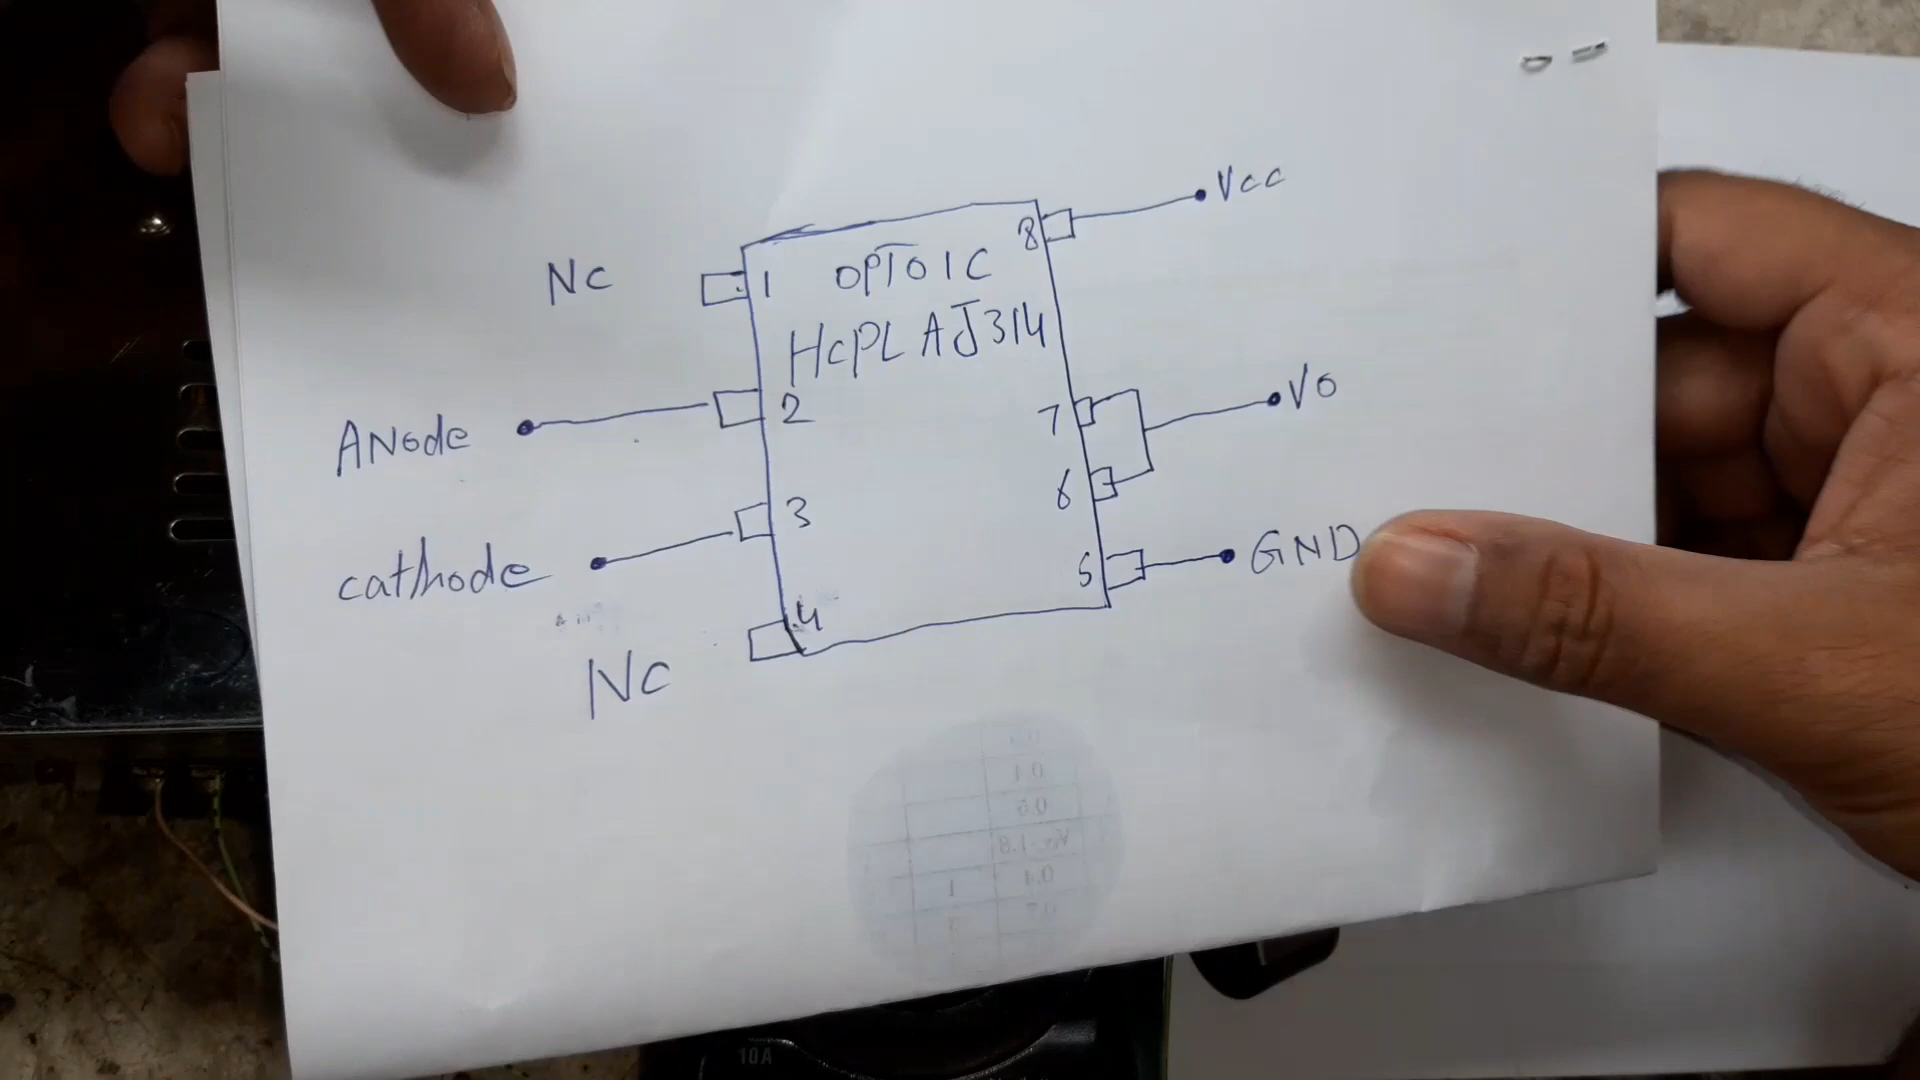 Vcc
8
NC
1
OPTO IC
HCPL AJ314
ANode
2
7
VO
6
cathode
3
5
GND
4
NC
10A